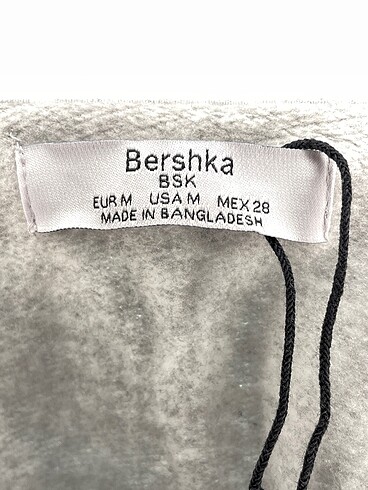 Bershka
BSK
EUR M USA M MEX 28
MADE IN BANGLADESH